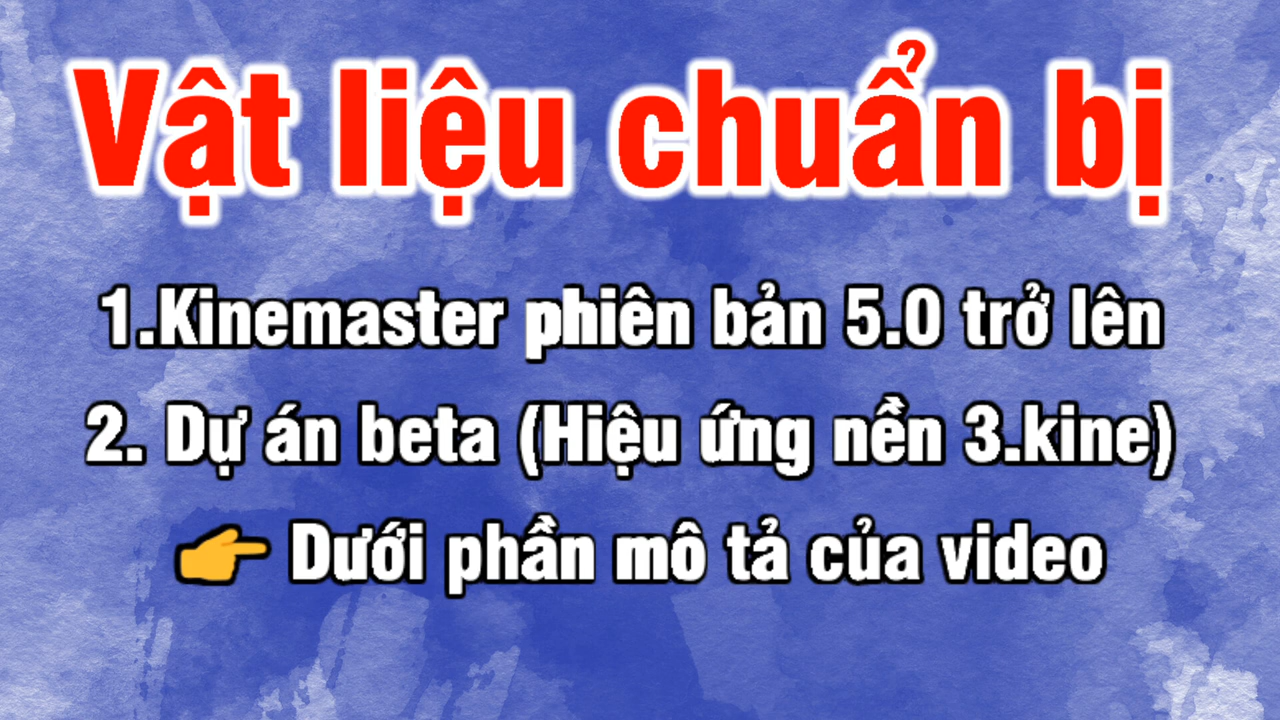 Vật liệu chuẩn bị
1.Kinemaster phiên bản 5.0 trở lên
2. Dự án beta (Hiệu ứng nền 3.kine)
👉 Dưới phần mô tả của video